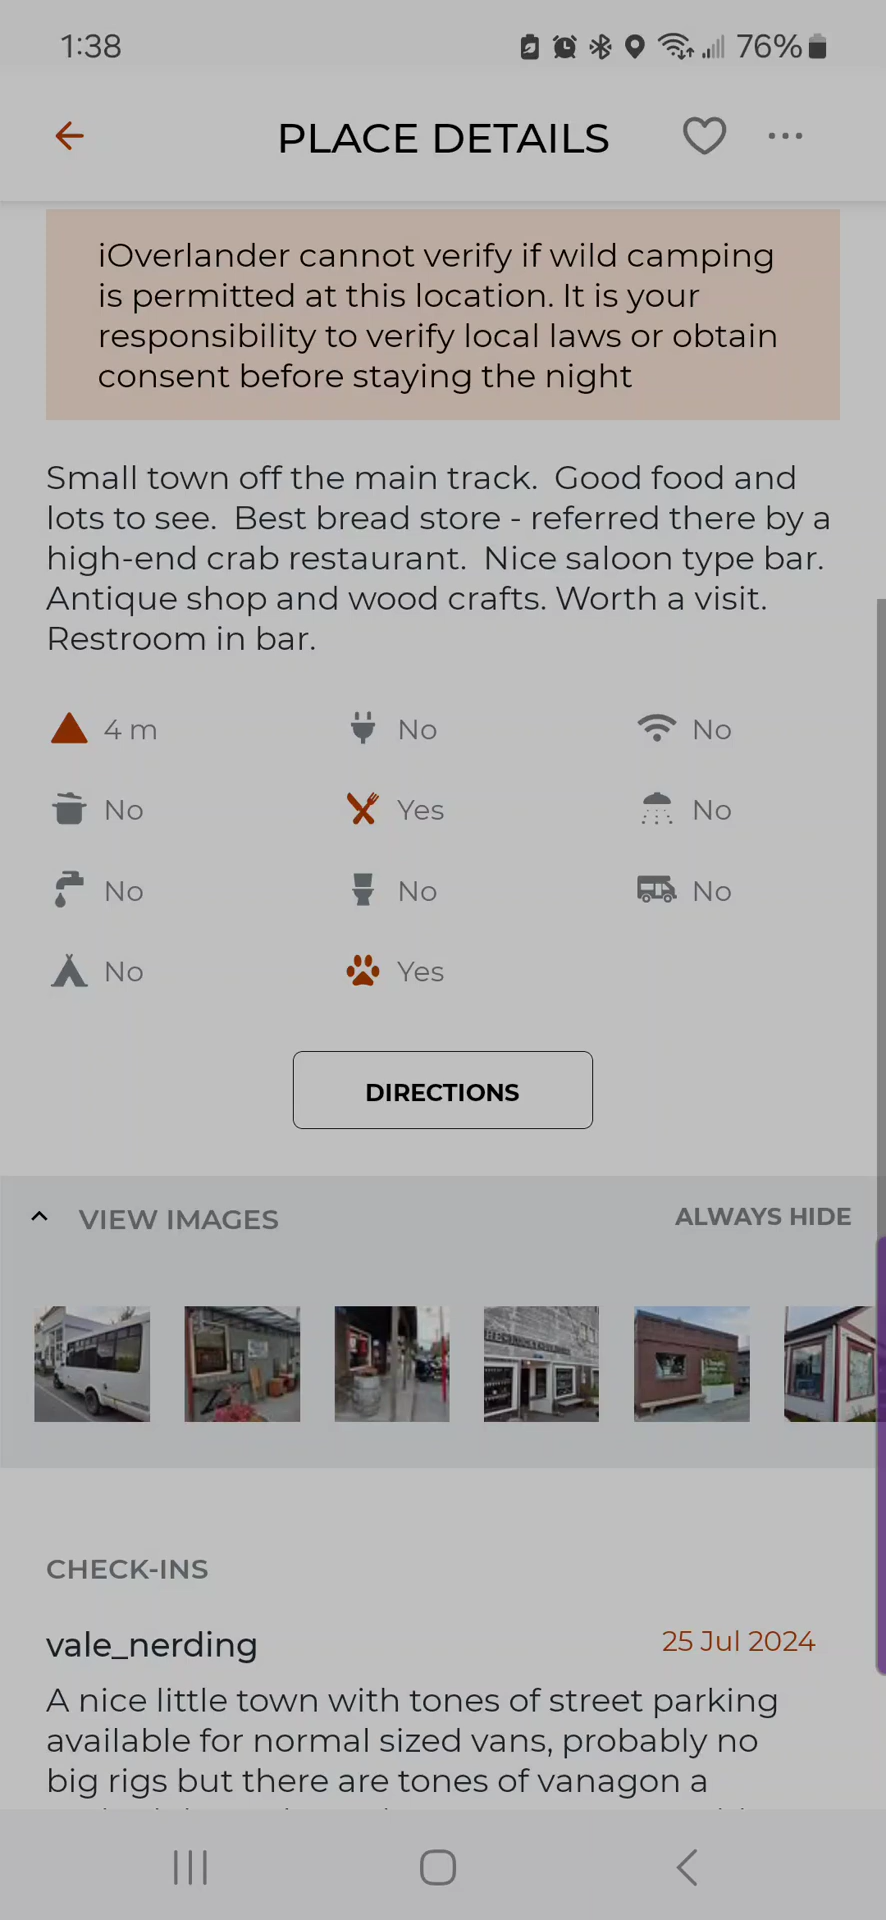 1:38
76%
PLACE DETAILS
iOverlander cannot verify if wild camping
is permitted at this location. It is your
responsibility to verify local laws or obtain
consent before staying the night
Small town off the main track. Good food and
lots to see. Best bread store - referred there by a
high-end crab restaurant. Nice saloon type bar.
Antique shop and wood crafts. Worth a visit.
Restroom in bar.
4 m
No
No
No
Yes
No
No
No
No
No
Yes
DIRECTIONS
VIEW IMAGES
ALWAYS HIDE
CHECK-INS
vale_nerding
25 Jul 2024
A nice little town with tones of street parking
available for normal sized vans, probably no
big rigs but there are tones of vanagon a